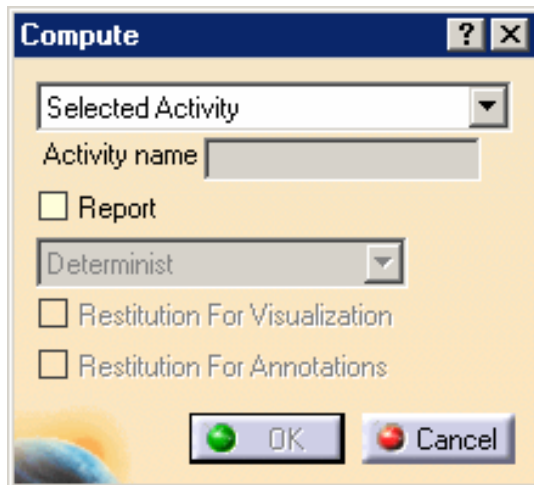 Compute
?
Selected Activity
Activity name
Report
Determinist
Restitution For Visualization
Restitution For Annotations
OK Cancel